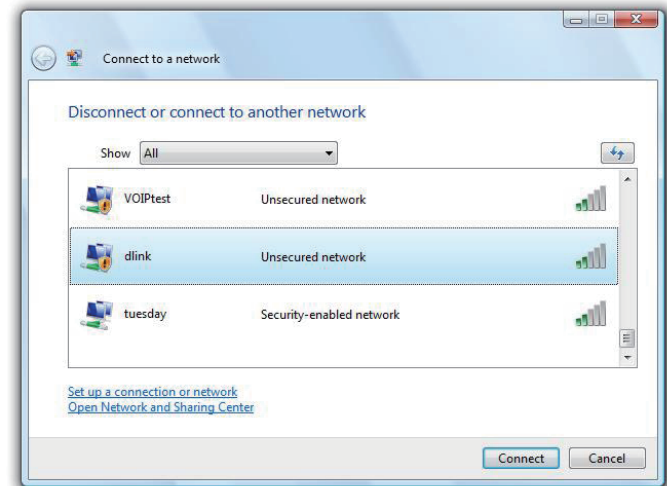 Connect to a network
Disconnect or connect to another network
Show All
VOIPtest Unsecured network
dlink Unsecured network
tuesday Security-enabled network
Set up a connection or network
Open Network and Sharing Center
Connect Cancel